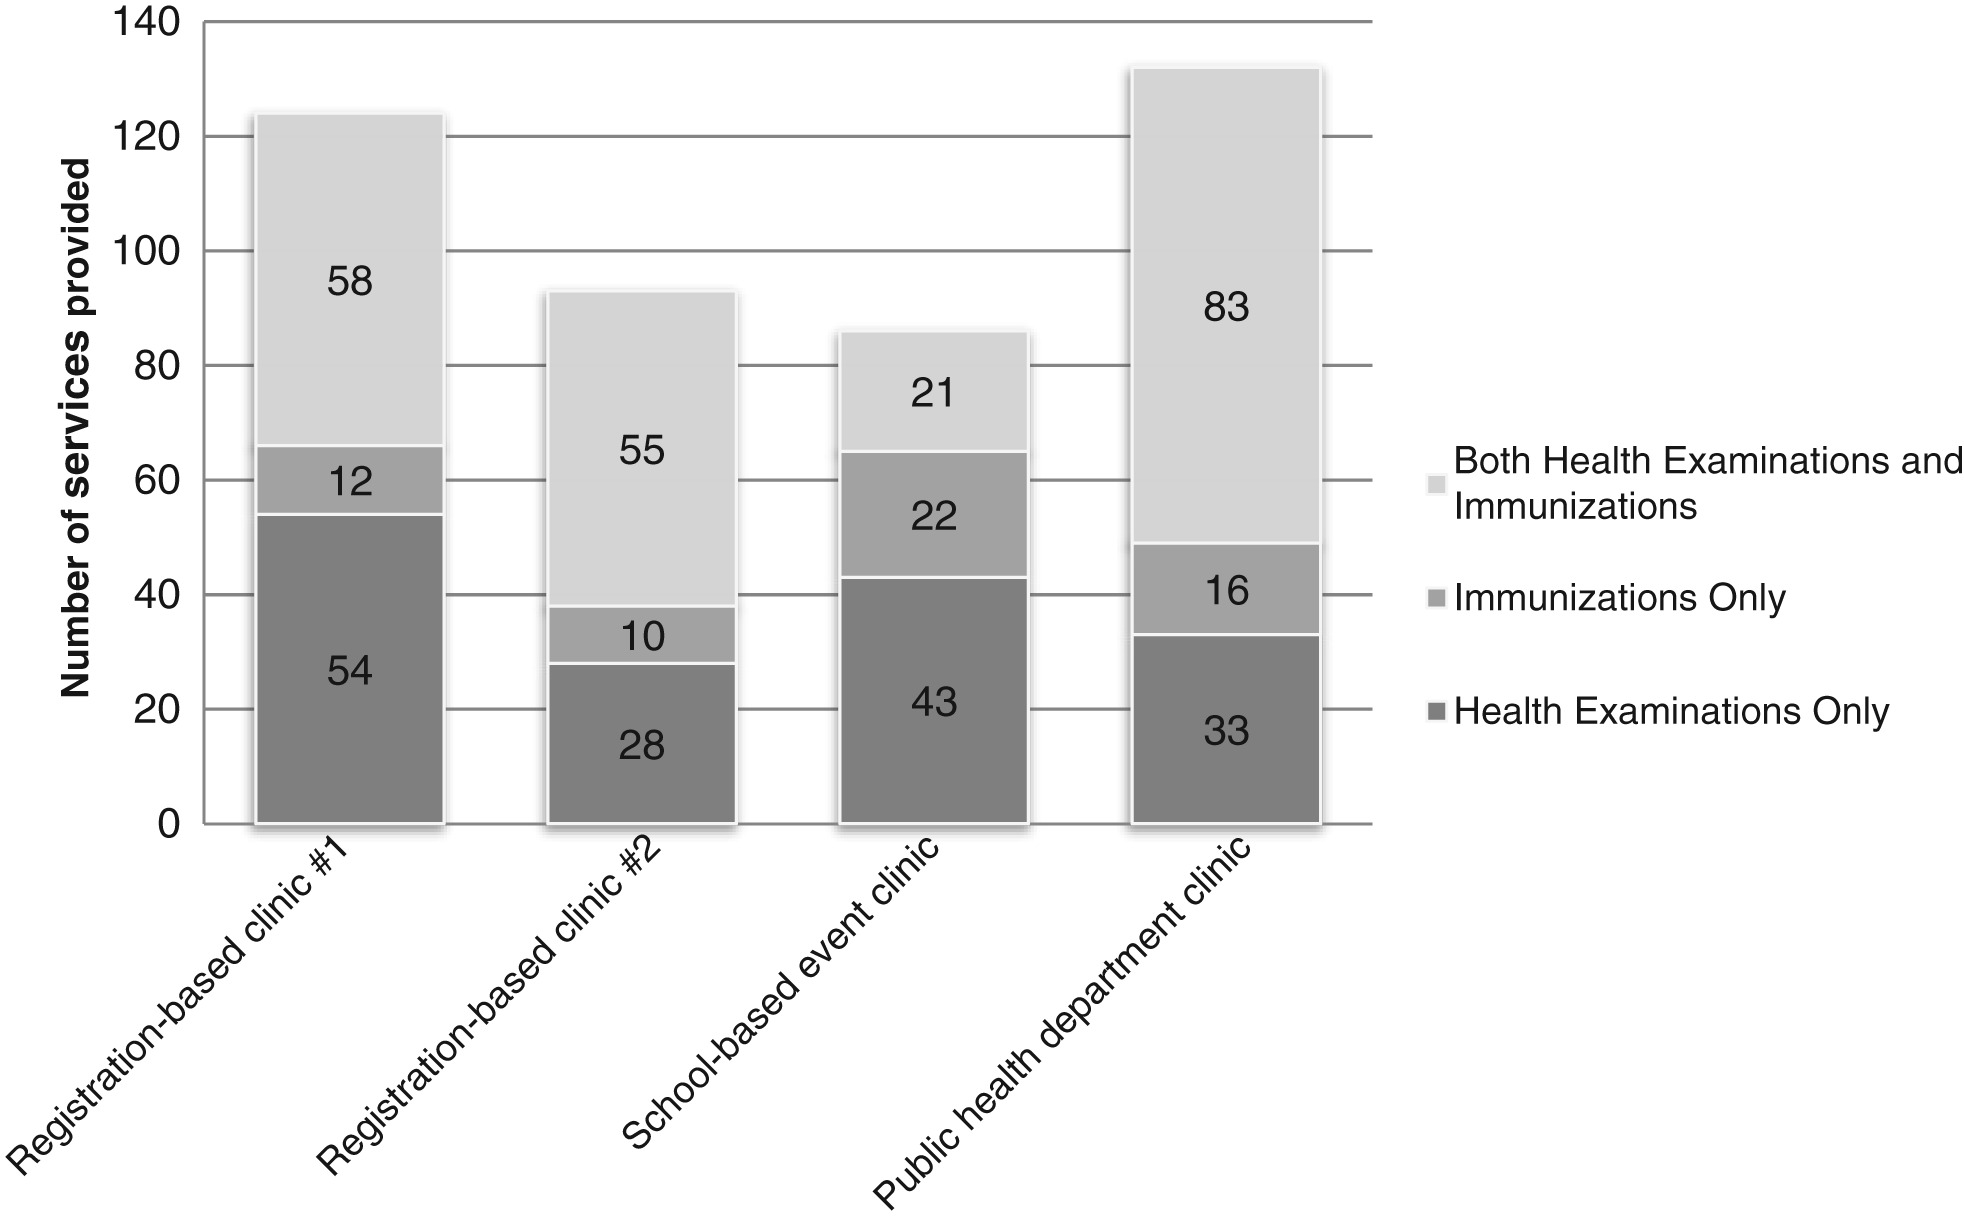 Number of services provided
140
120
100
80
60
40
20
0
58
12
54
55
10
28
21
22
43
83
16
33
Registration-based clinic #1
Registration-based clinic #2
School-based event clinic
Public health department clinic
Both Health Examinations and
Immunizations
Immunizations Only
Health Examinations Only